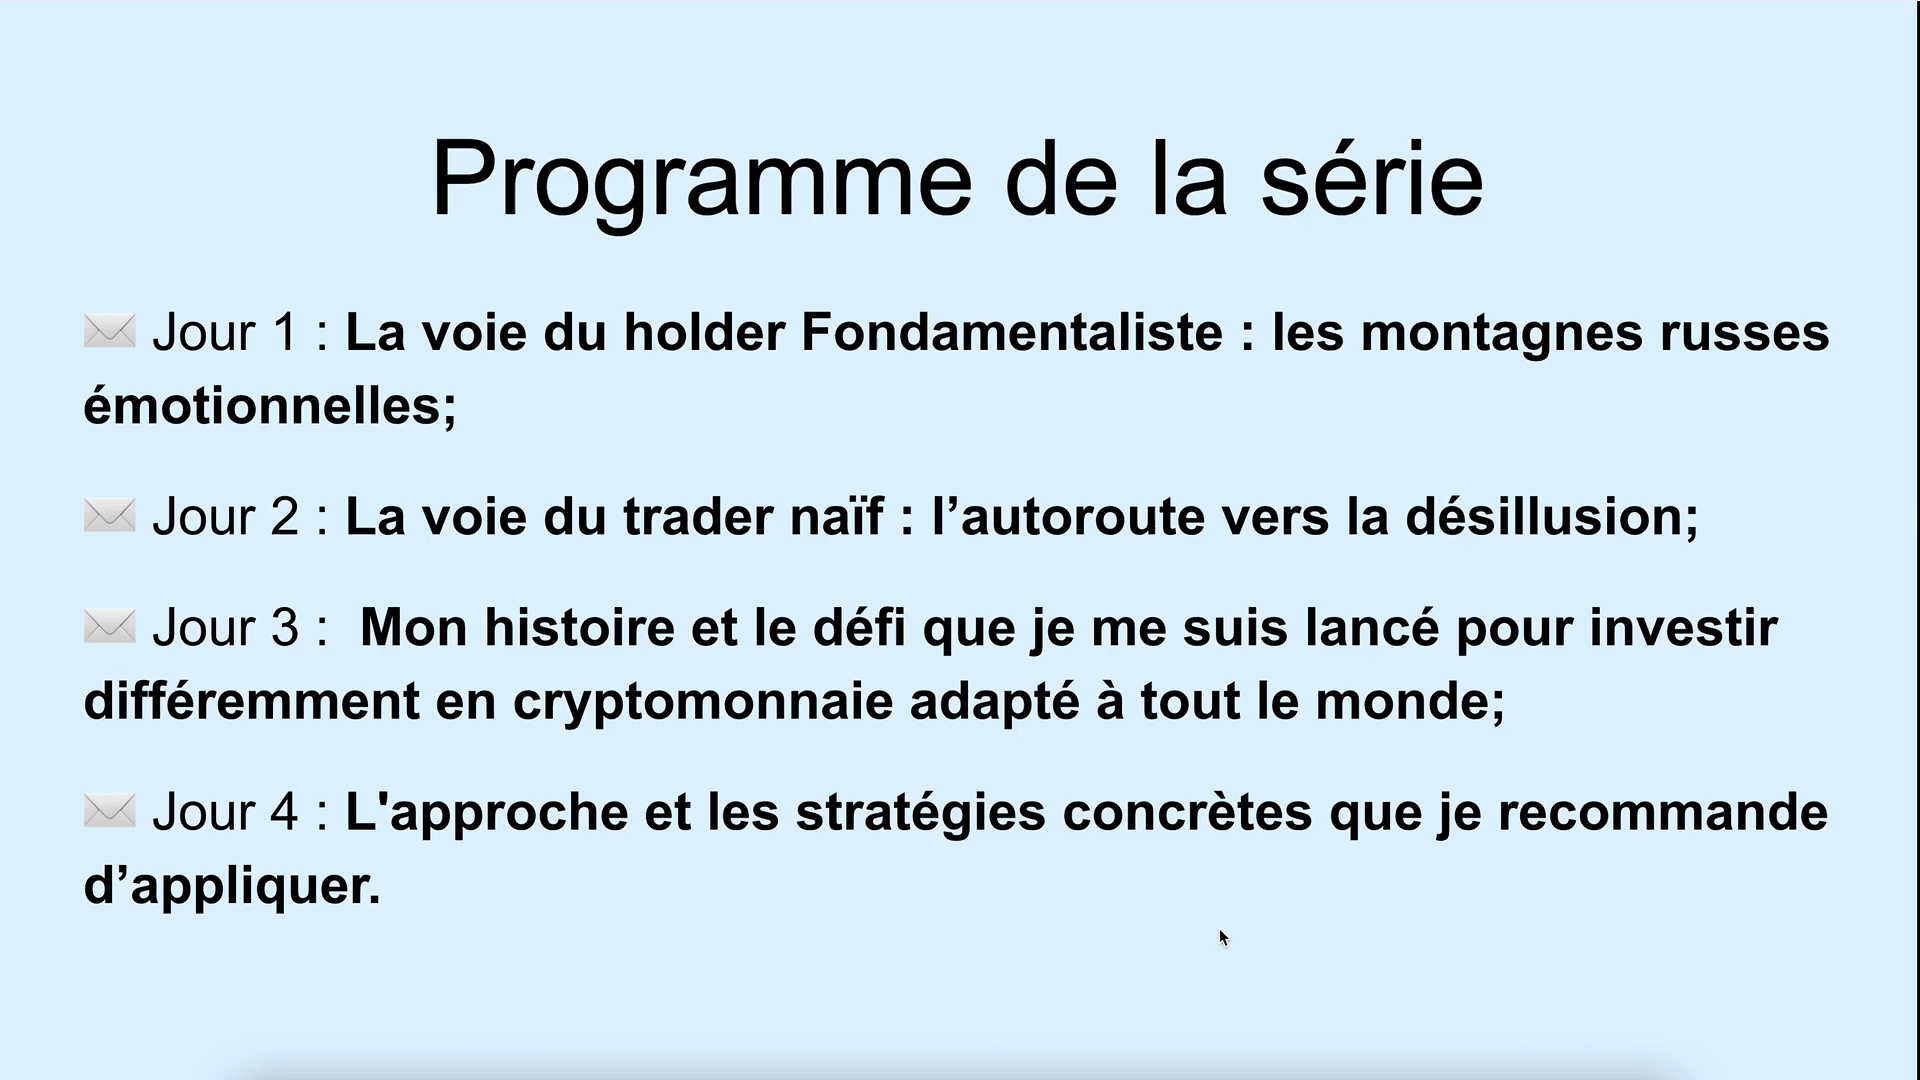 Programme de la série
✉️ Jour 1 : La voie du holder Fondamentaliste : les montagnes russes
émotionnelles;
✉️ Jour 2 : La voie du trader naïf : l’autoroute vers la désillusion;
✉️ Jour 3 :  Mon histoire et le défi que je me suis lancé pour investir
différemment en cryptomonnaie adapté à tout le monde;
✉️ Jour 4 : L'approche et les stratégies concrètes que je recommande
d’appliquer.